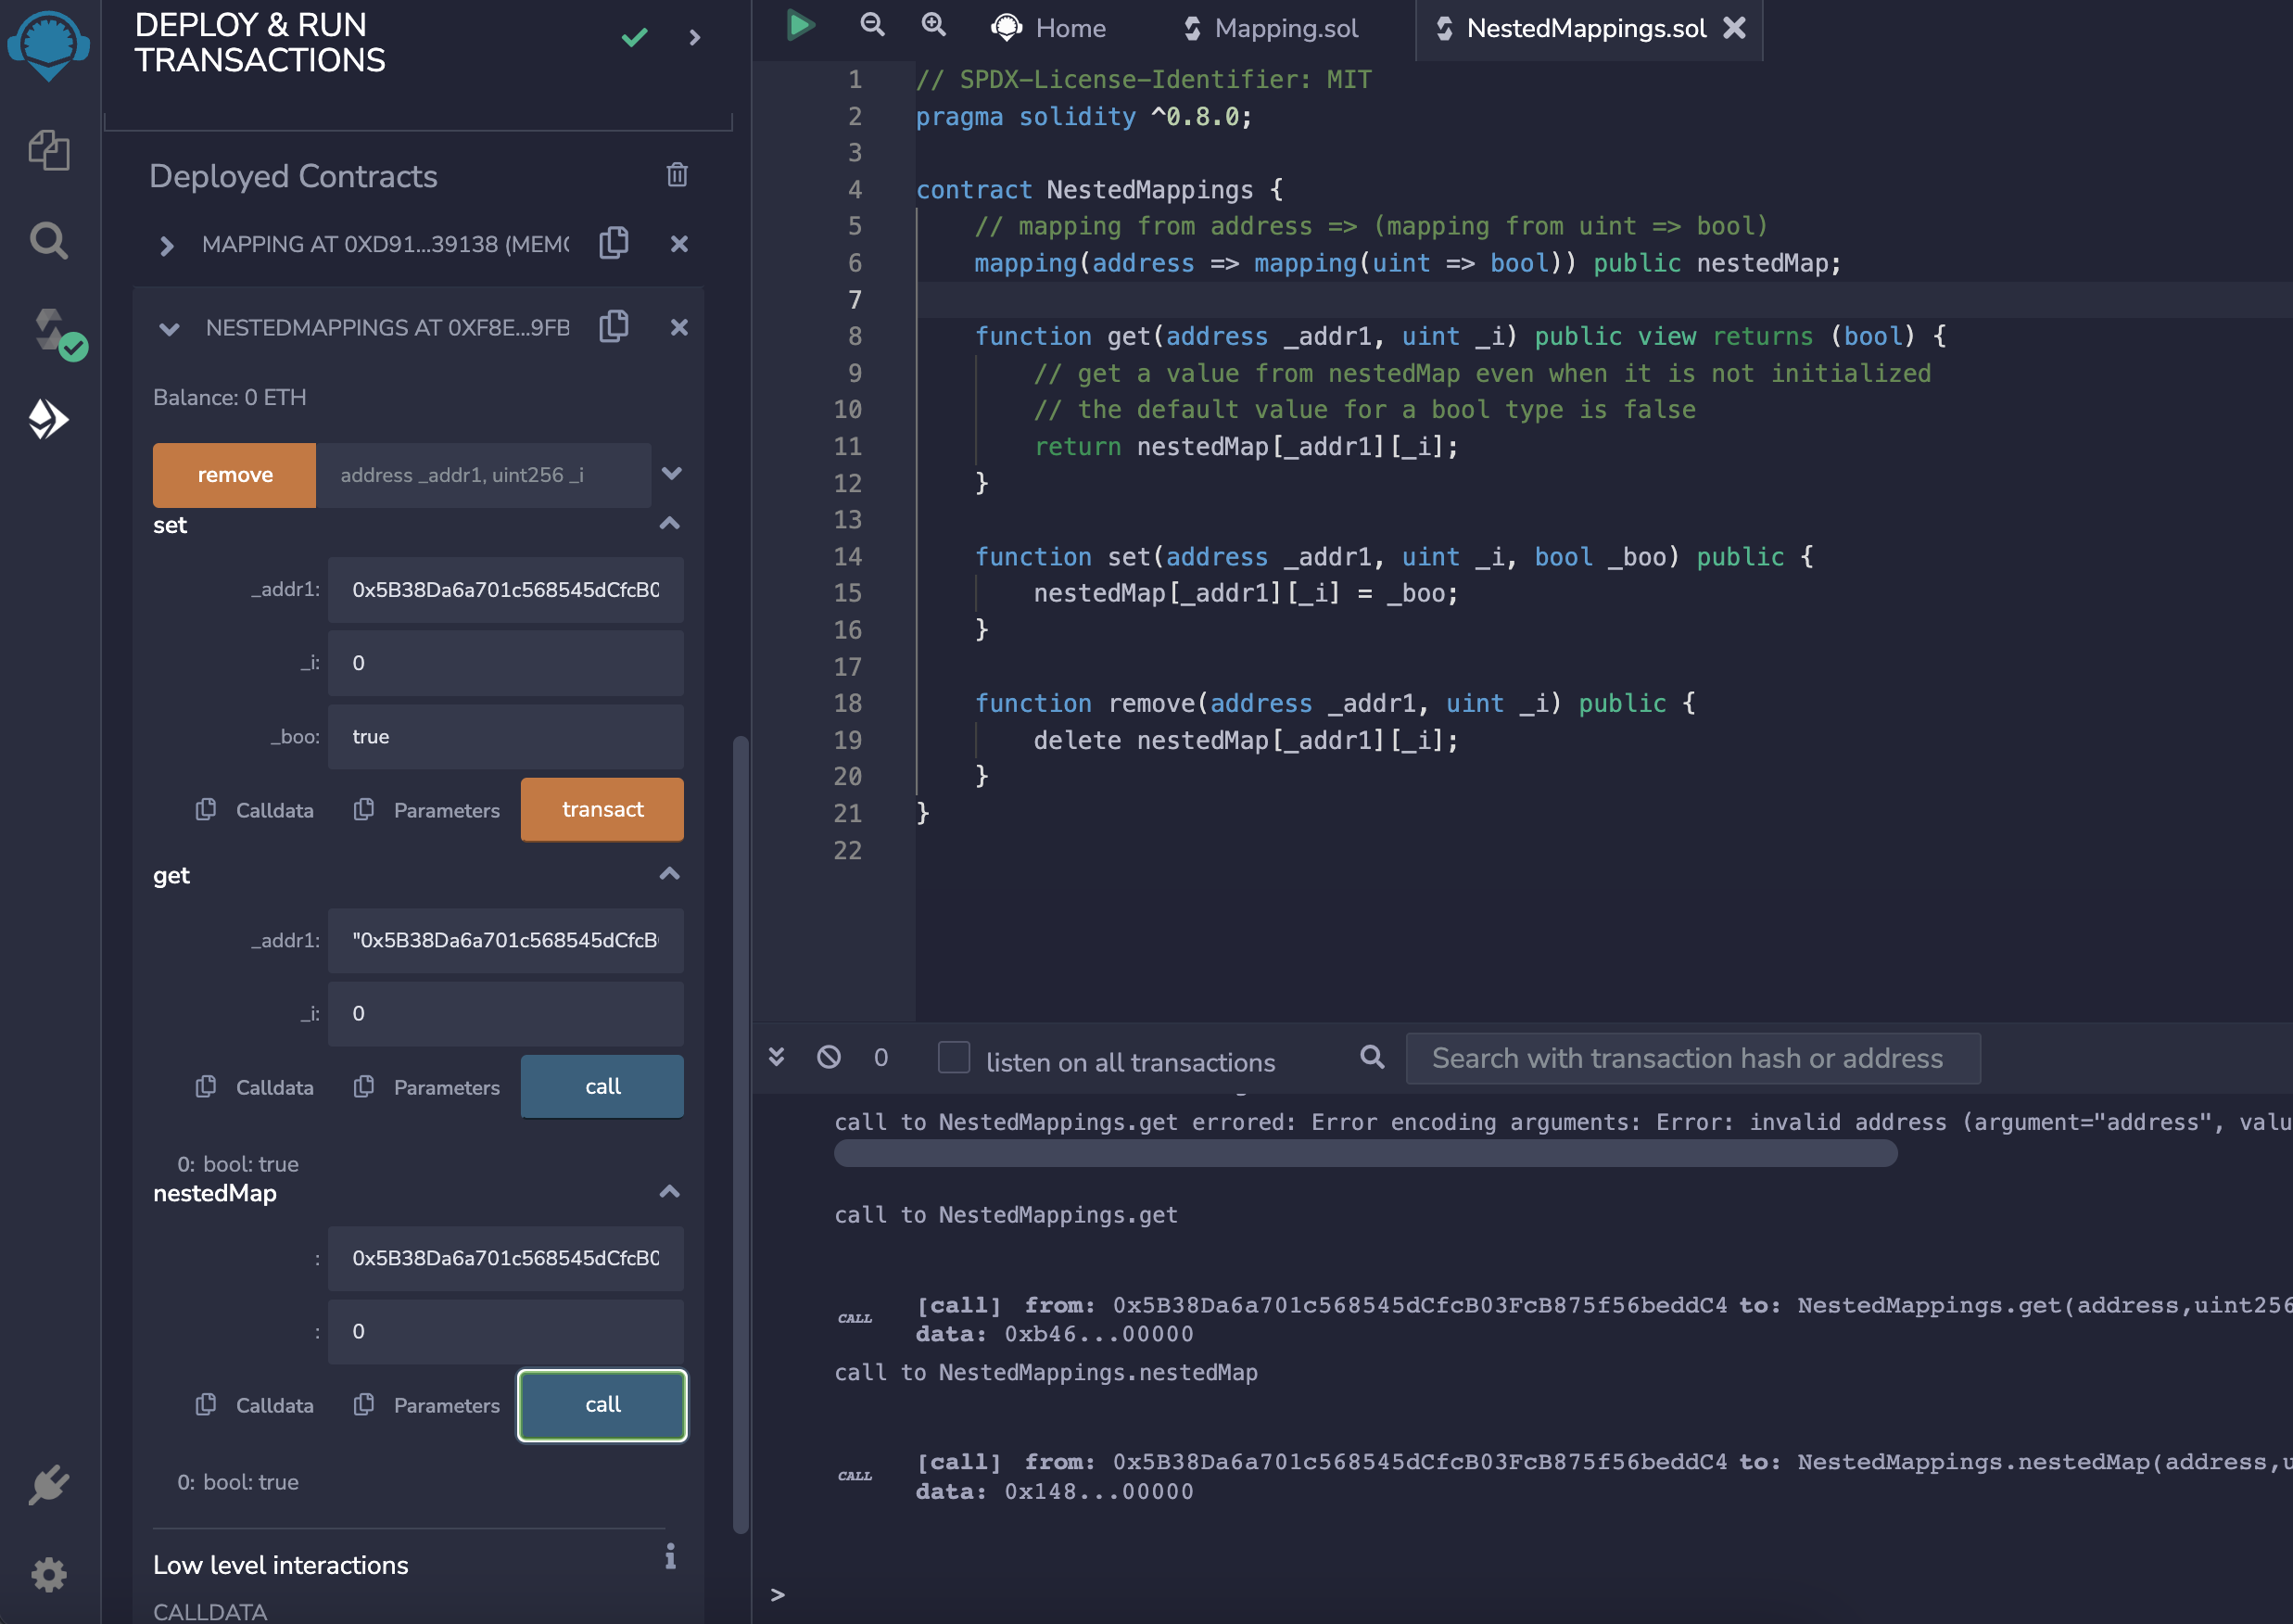 DEPLOY & RUN
TRANSACTIONS
Deployed Contracts
MAPPING AT 0XD91...39138 (MEMO
NESTEDMAPPINGS AT 0XF8E...9FB
Balance: 0 ETH
remove address _addr1, uint256 _i
set
_addr1: 0x5B38Da6a701c568545dCfcB0
_i: 0
_boo: true
Calldata Parameters transact
get
_addr1: "0x5B38Da6a701c568545dCfcB
_i: 0
Calldata Parameters call
0: bool: true
nestedMap
: 0x5B38Da6a701c568545dCfcB0
: 0
Calldata Parameters call
0: bool: true
Low level interactions
CALLDATA
Home Mapping.sol NestedMappings.sol
1 // SPDX-License-Identifier: MIT
2 pragma solidity ^0.8.0;
3
4 contract NestedMappings {
5 // mapping from address => (mapping from uint => bool)
6 mapping(address => mapping(uint => bool)) public nestedMap;
7
8 function get(address _addr1, uint _i) public view returns (bool) {
9 // get a value from nestedMap even when it is not initialized
10 // the default value for a bool type is false
11 return nestedMap[_addr1][_i];
12 }
13
14 function set(address _addr1, uint _i, bool _boo) public {
15 nestedMap[_addr1][_i] = _boo;
16 }
17
18 function remove(address _addr1, uint _i) public {
19 delete nestedMap[_addr1][_i];
20 }
21 }
22
0 listen on all transactions Search with transaction hash or address
call to NestedMappings.get errored: Error encoding arguments: Error: invalid address (argument="address", valu
call to NestedMappings.get
CALL [call] from: 0x5B38Da6a701c568545dCfcB03FcB875f56beddC4 to: NestedMappings.get(address,uint256
data: 0xb46...00000
call to NestedMappings.nestedMap
CALL [call] from: 0x5B38Da6a701c568545dCfcB03FcB875f56beddC4 to: NestedMappings.nestedMap(address,u
data: 0x148...00000
>